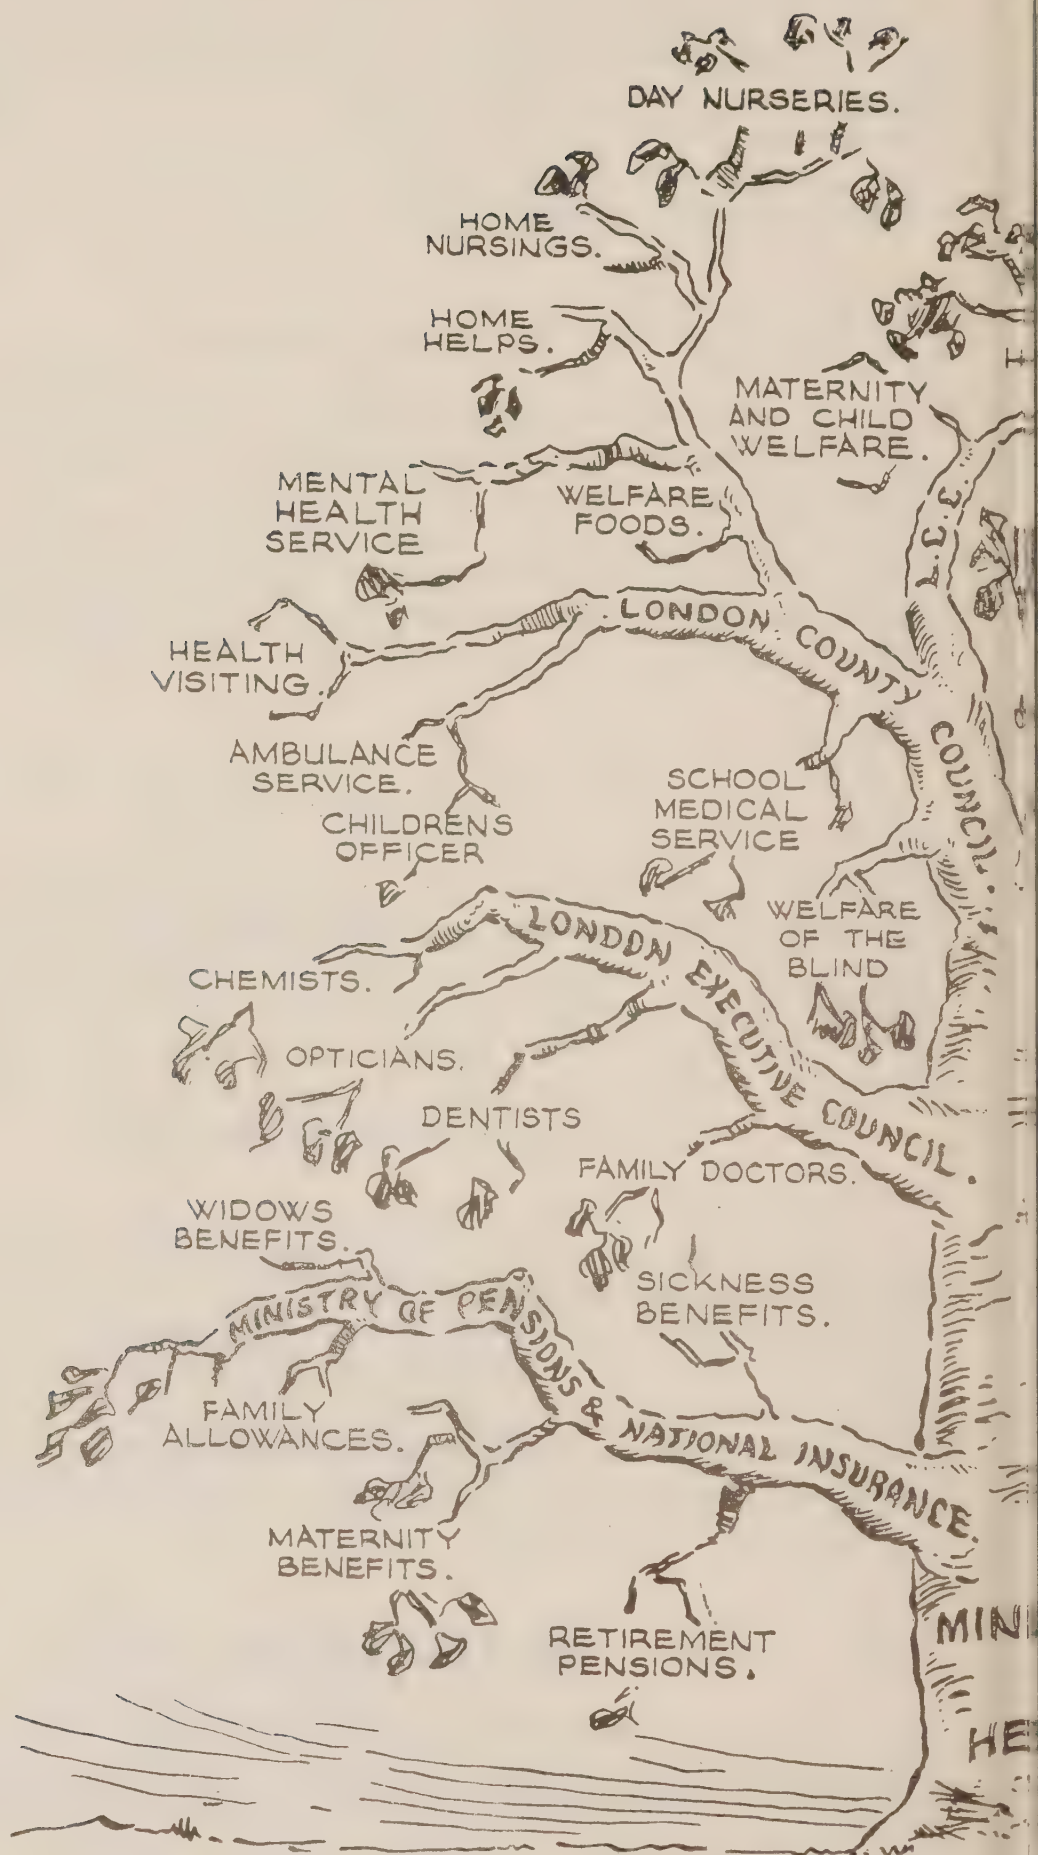 DAY NURSERIES.
HOME
NURSINGS.
HOME
HELPS.
MATERNITY
AND CHILD
WELFARE.
MENTAL
HEALTH
SERVICE
WELFARE
FOODS.
L.C.C.
LONDON COUNTY COUNCIL.
HEALTH
VISITING.
AMBULANCE
SERVICE.
CHILDRENS
OFFICER
SCHOOL
MEDICAL
SERVICE
WELFARE
OF THE
BLIND
LONDON EXECUTIVE COUNCIL.
CHEMISTS.
OPTICIANS.
DENTISTS
FAMILY DOCTORS.
WIDOWS
BENEFITS.
SICKNESS
BENEFITS.
MINISTRY OF PENSIONS & NATIONAL INSURANCE.
FAMILY
ALLOWANCES.
MATERNITY
BENEFITS.
RETIREMENT
PENSIONS.
MINI
HE